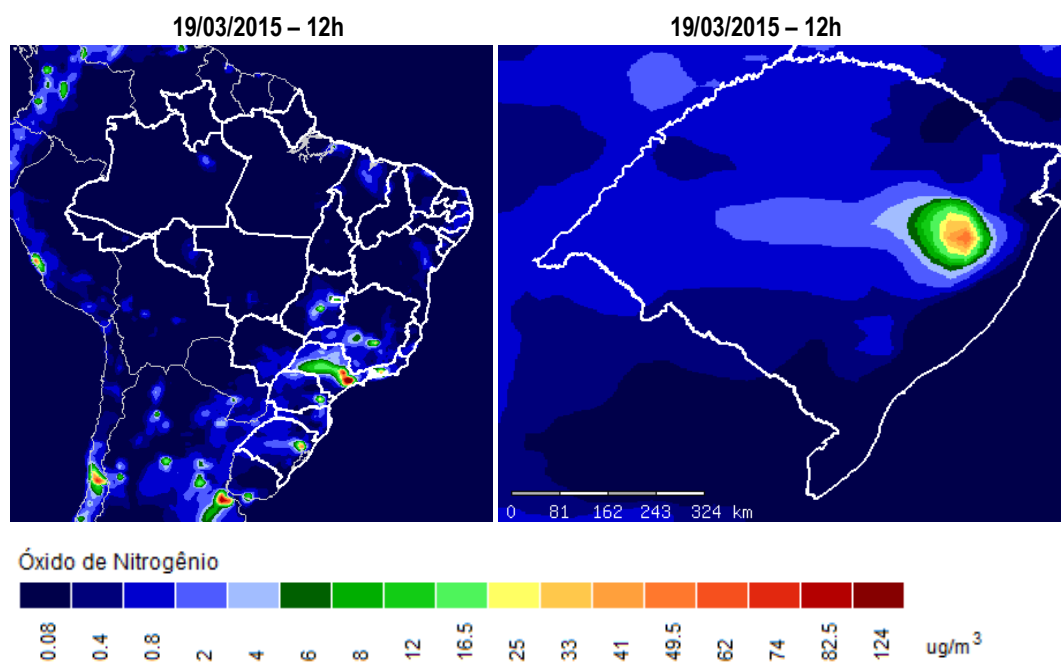 19/03/2015 – 12h
19/03/2015 – 12h
0 81 162 243 324 km
Óxido de Nitrogênio
0.08 0.4 0.8 2 4 6 8 12 16.5 25 33 41 49.5 62 74 82.5 124 ug/m³